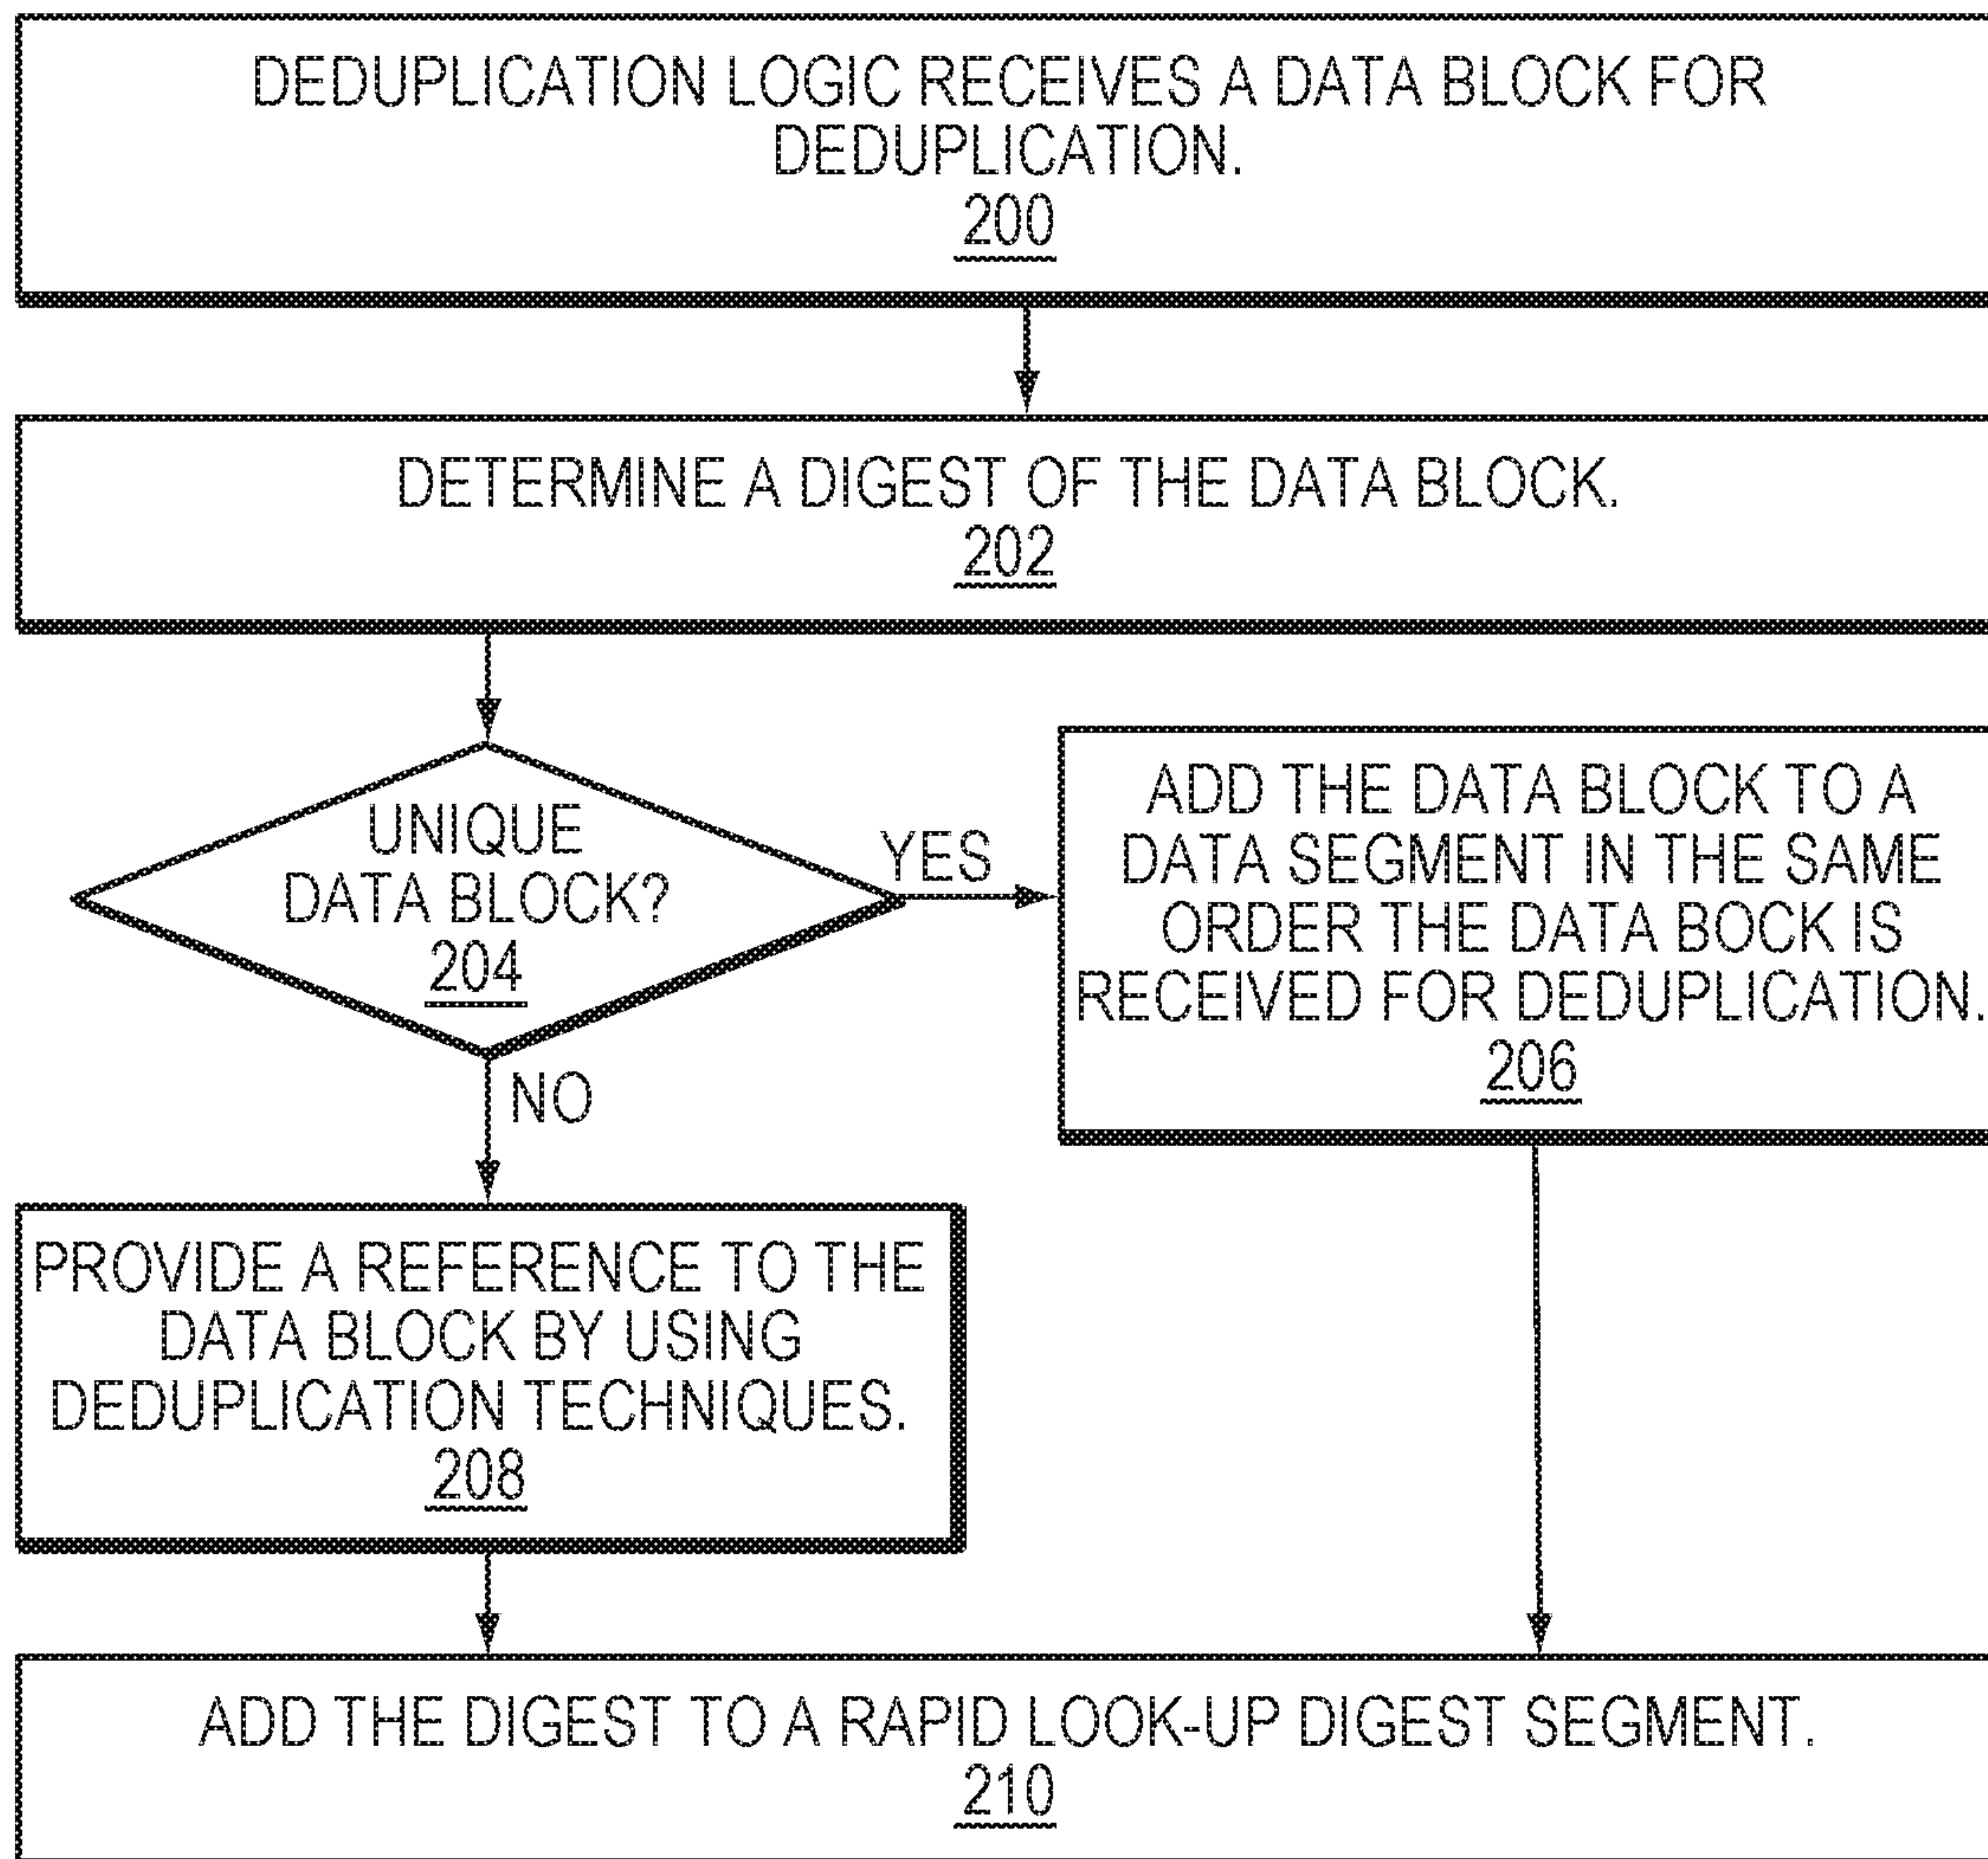 DEDUPLICATION LOGIC RECEIVES A DATA BLOCK FOR
DEDUPLICATION.
200
DETERMINE A DIGEST OF THE DATA BLOCK.
202
UNIQUE
DATA BLOCK?
204
YES
ADD THE DATA BLOCK TO A
DATA SEGMENT IN THE SAME
ORDER THE DATA BOCK IS
RECEIVED FOR DEDUPLICATION.
206
NO
PROVIDE A REFERENCE TO THE
DATA BLOCK BY USING
DEDUPLICATION TECHNIQUES.
208
ADD THE DIGEST TO A RAPID LOOK-UP DIGEST SEGMENT.
210